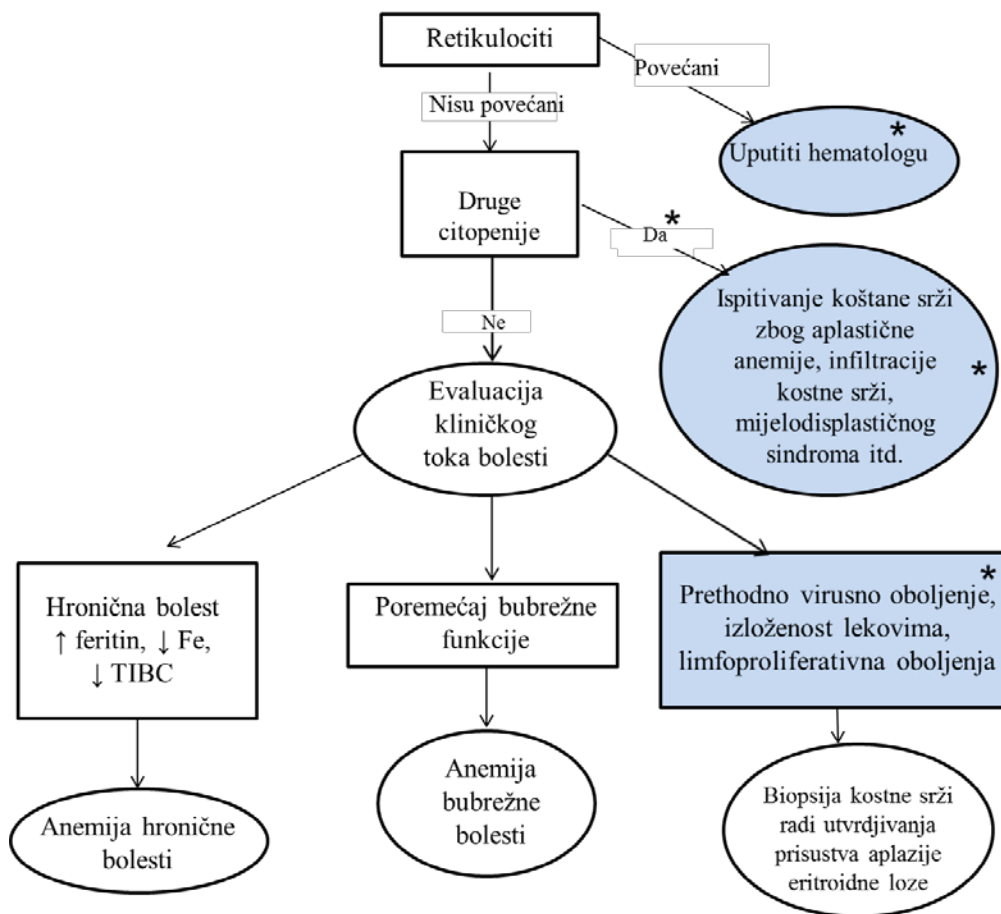 Retikulociti
Povećani
Nisu povećani
*
Uputiti hematologu
Druge
citopenije
*
Da
Ispitivanje koštane srži
zbog aplastične
anemije, infiltracije
kostne srži,
*
mijelodisplastičnog
sindroma itd.
Ne
Evaluacija
kliničkog
toka bolesti
Hronična bolest
↑ feritin, ↓ Fe,
↓ TIBC
Poremećaj bubrežne
funkcije
*
Prethodno virusno oboljenje,
izloženost lekovima,
limfoproliferativna oboljenja
Anemija hronične
bolesti
Anemija
bubrežne
bolesti
Biopsija kostne srži
radi utvrdjivanja
prisustva aplazije
eritroidne loze